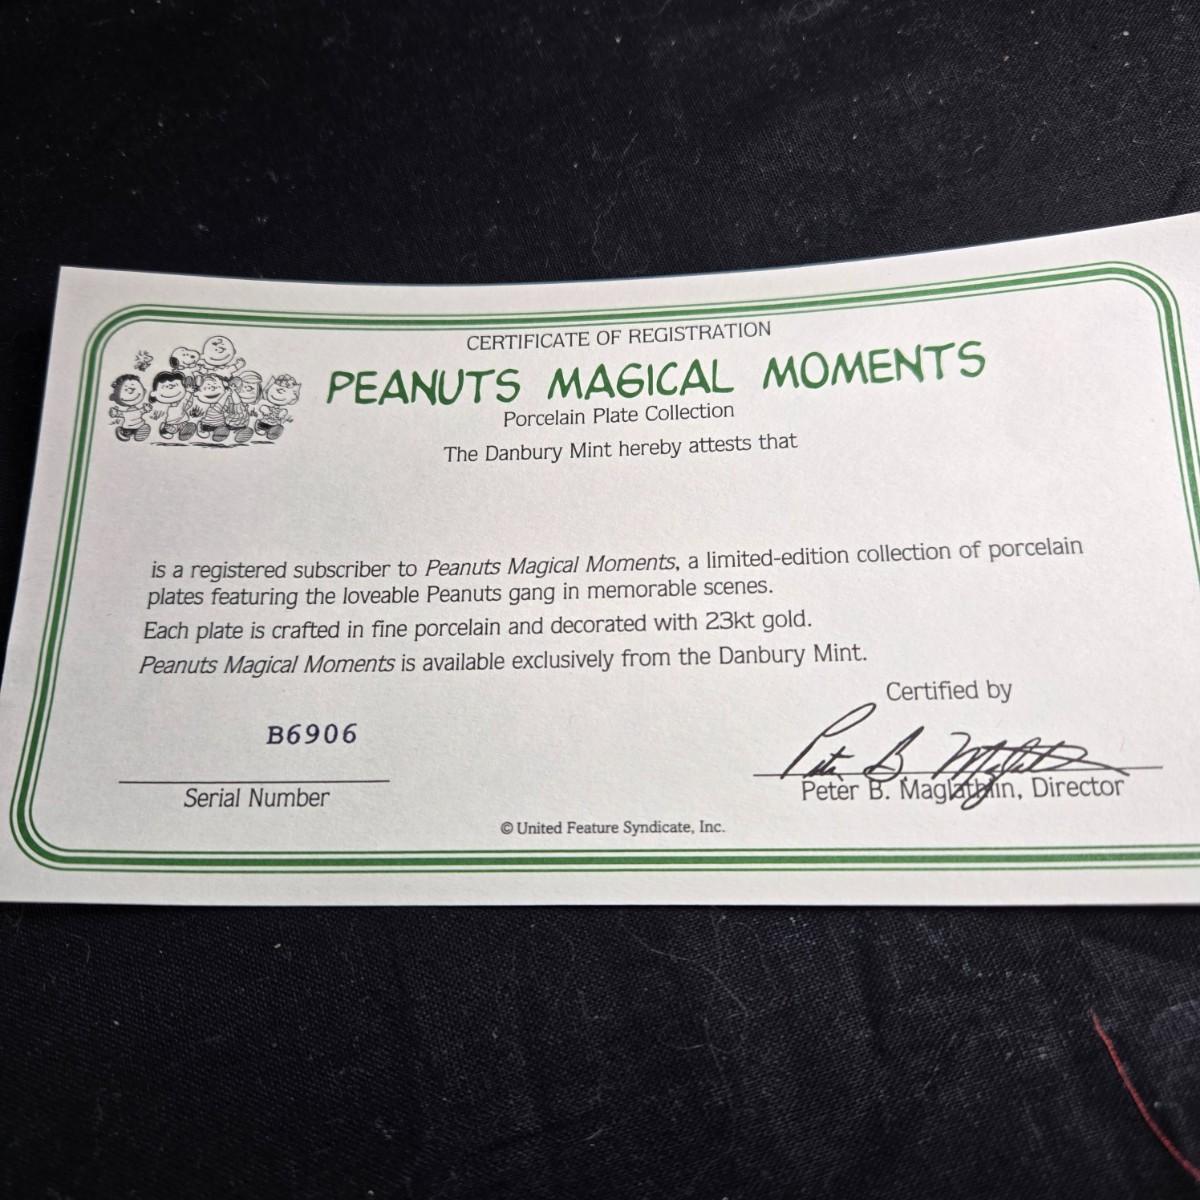 CERTIFICATE OF REGISTRATION
PEANUTS MAGICAL MOMENTS
Porcelain Plate Collection
The Danbury Mint hereby attests that
is a registered subscriber to Peanuts Magical Moments, a limited-edition collection of porcelain
plates featuring the loveable Peanuts gang in memorable scenes.
Each plate is crafted in fine porcelain and decorated with 23kt gold.
Peanuts Magical Moments is available exclusively from the Danbury Mint.
Certified by
B6906
Peter B. Maglathlin
Serial Number
Peter B. Maglathlin, Director
© United Feature Syndicate, Inc.